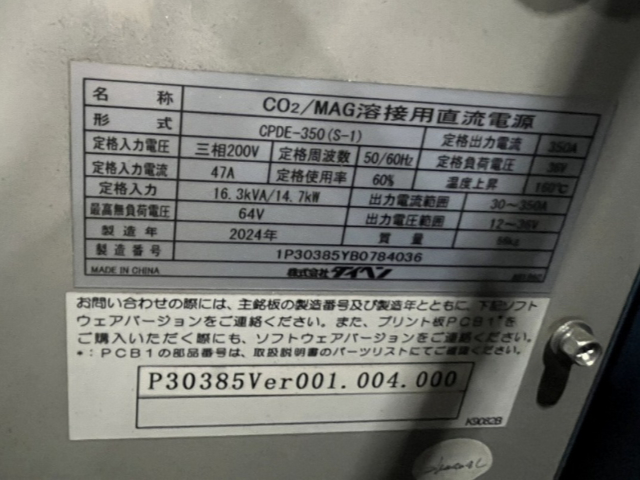 名称 CO₂/MAG溶接用直流電源
形式 CPDE-350(S-1) 定格出力電流 350A
定格入力電圧 三相200V 定格周波数 50/60Hz 定格負荷電圧 36V
定格入力電流 47A 定格使用率 60% 温度上昇 160℃
定格入力 16.3kVA/14.7kW 出力電流範囲 30〜350A
最高無負荷電圧 64V 出力電圧範囲 12〜36V
製造年 2024年 質量
製造番号 1P30385YB0784036
MADE IN CHINA 株式会社ダイヘン
お問い合わせの際には、主銘板の製造番号及び製造年とともに、下記ソフト
ウェアバージョンをご連絡ください。また、プリント板PCB1*を
ご購入いただく際にも、ソフトウェアバージョンをご連絡ください。
*:PCB1の部品番号は、取扱説明書のパーツリストにてご確認ください。
P30385Ver001.004.000
K9082B